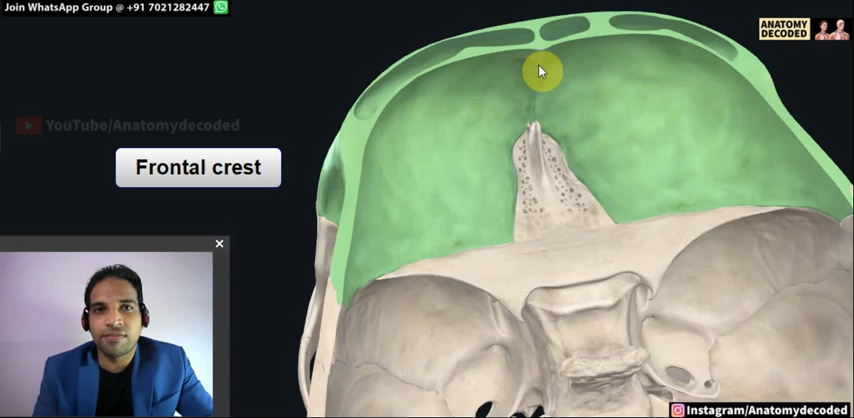 Join WhatsApp Group @ +91 7021282447
ANATOMY
DECODED
YouTube/Anatomydecoded
Frontal crest
Instagram/Anatomydecoded